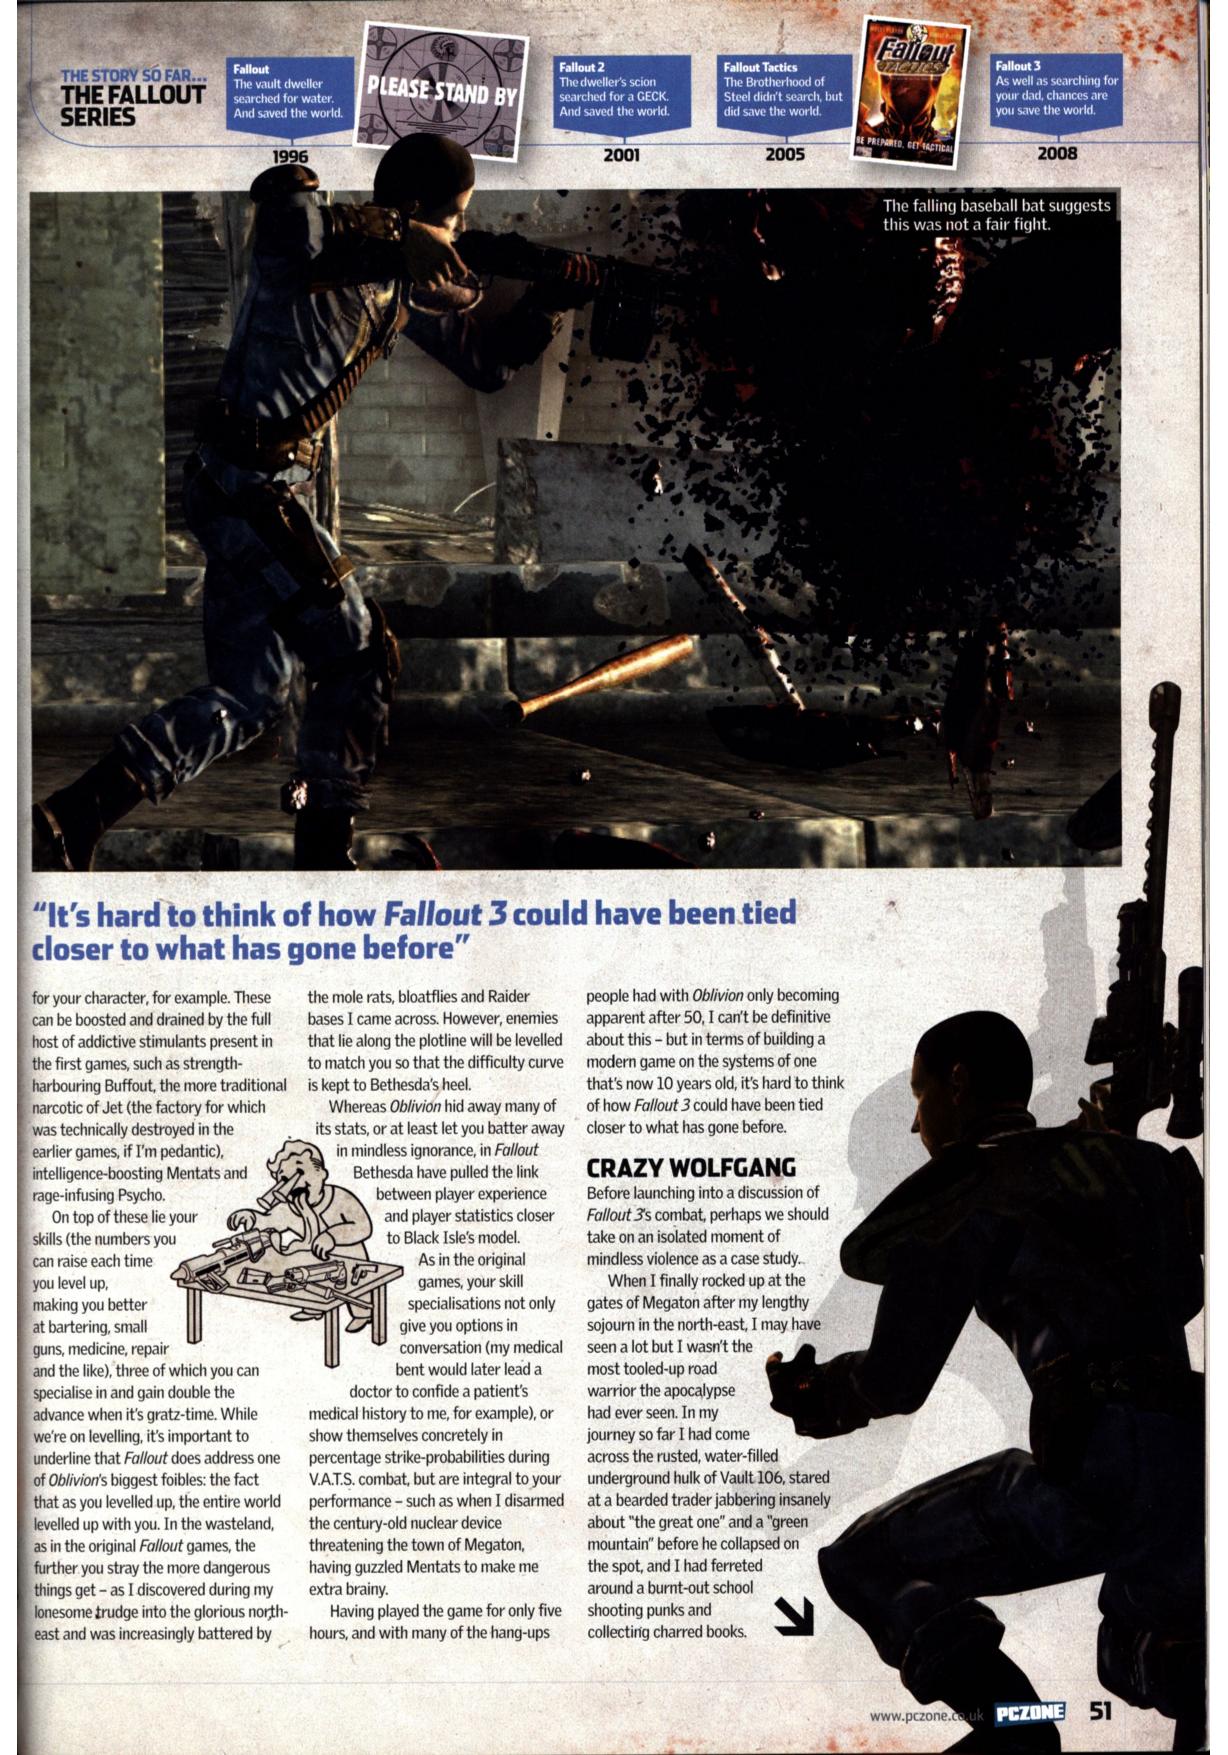 THE STORY SO FAR...
THE FALLOUT
SERIES
Fallout
The vault dweller
searched for water.
And saved the world.
1996
PLEASE STAND BY
Fallout 2
The dweller's scion
searched for a GECK.
And saved the world.
2001
Fallout Tactics
The Brotherhood of
Steel didn't search, but
did save the world.
2005
Fallout
TACTICS
BE PREPARED, GET TACTICAL
Fallout 3
As well as searching for
your dad, chances are
you save the world.
2008
The falling baseball bat suggests
this was not a fair fight.
“It's hard to think of how Fallout 3 could have been tied
closer to what has gone before”
for your character, for example. These
can be boosted and drained by the full
host of addictive stimulants present in
the first games, such as strength-
harbouring Buffout, the more traditional
narcotic of Jet (the factory for which
was technically destroyed in the
earlier games, if I'm pedantic),
intelligence-boosting Mentats and
rage-infusing Psycho.
On top of these lie your
skills (the numbers you
can raise each time
you level up,
making you better
at bartering, small
guns, medicine, repair
and the like), three of which you can
specialise in and gain double the
advance when it's gratz-time. While
we're on levelling, it's important to
underline that Fallout does address one
of Oblivion's biggest foibles: the fact
that as you levelled up, the entire world
levelled up with you. In the wasteland,
as in the original Fallout games, the
further you stray the more dangerous
things get – as I discovered during my
lonesome trudge into the glorious north-
east and was increasingly battered by
the mole rats, bloatflies and Raider
bases I came across. However, enemies
that lie along the plotline will be levelled
to match you so that the difficulty curve
is kept to Bethesda's heel.
Whereas Oblivion hid away many of
its stats, or at least let you batter away
in mindless ignorance, in Fallout
Bethesda have pulled the link
between player experience
and player statistics closer
to Black Isle's model.
As in the original
games, your skill
specialisations not only
give you options in
conversation (my medical
bent would later lead a
doctor to confide a patient's
medical history to me, for example), or
show themselves concretely in
percentage strike-probabilities during
V.A.T.S. combat, but are integral to your
performance – such as when I disarmed
the century-old nuclear device
threatening the town of Megaton,
having guzzled Mentats to make me
extra brainy.
Having played the game for only five
hours, and with many of the hang-ups
people had with Oblivion only becoming
apparent after 50, I can't be definitive
about this – but in terms of building a
modern game on the systems of one
that's now 10 years old, it's hard to think
of how Fallout 3 could have been tied
closer to what has gone before.
CRAZY WOLFGANG
Before launching into a discussion of
Fallout 3's combat, perhaps we should
take on an isolated moment of
mindless violence as a case study.
When I finally rocked up at the
gates of Megaton after my lengthy
sojourn in the north-east, I may have
seen a lot but I wasn't the
most tooled-up road
warrior the apocalypse
had ever seen. In my
journey so far I had come
across the rusted, water-filled
underground hulk of Vault 106, stared
at a bearded trader jabbering insanely
about "the great one" and a "green
mountain" before he collapsed on
the spot, and I had ferreted
around a burnt-out school
shooting punks and
collecting charred books.
www.pczone.co.uk PCZONE 51